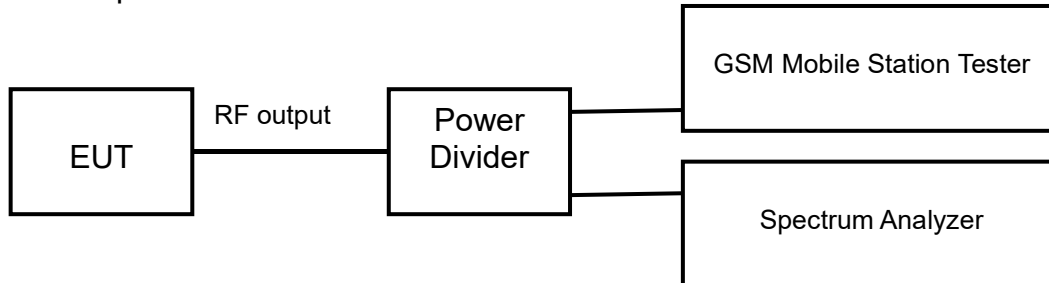 EUT
RF output
Power
Divider
GSM Mobile Station Tester
Spectrum Analyzer